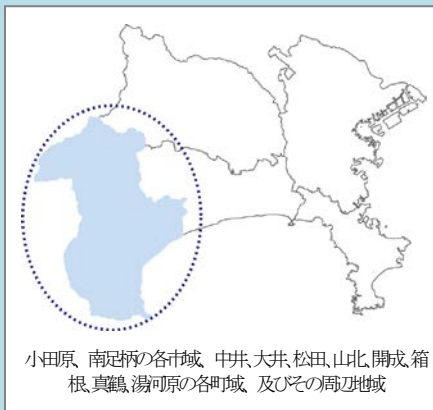 小田原、南足柄の各市域、中井、大井、松田、山北、開成、箱
根、真鶴、湯河原の各町域、及びその周辺地域